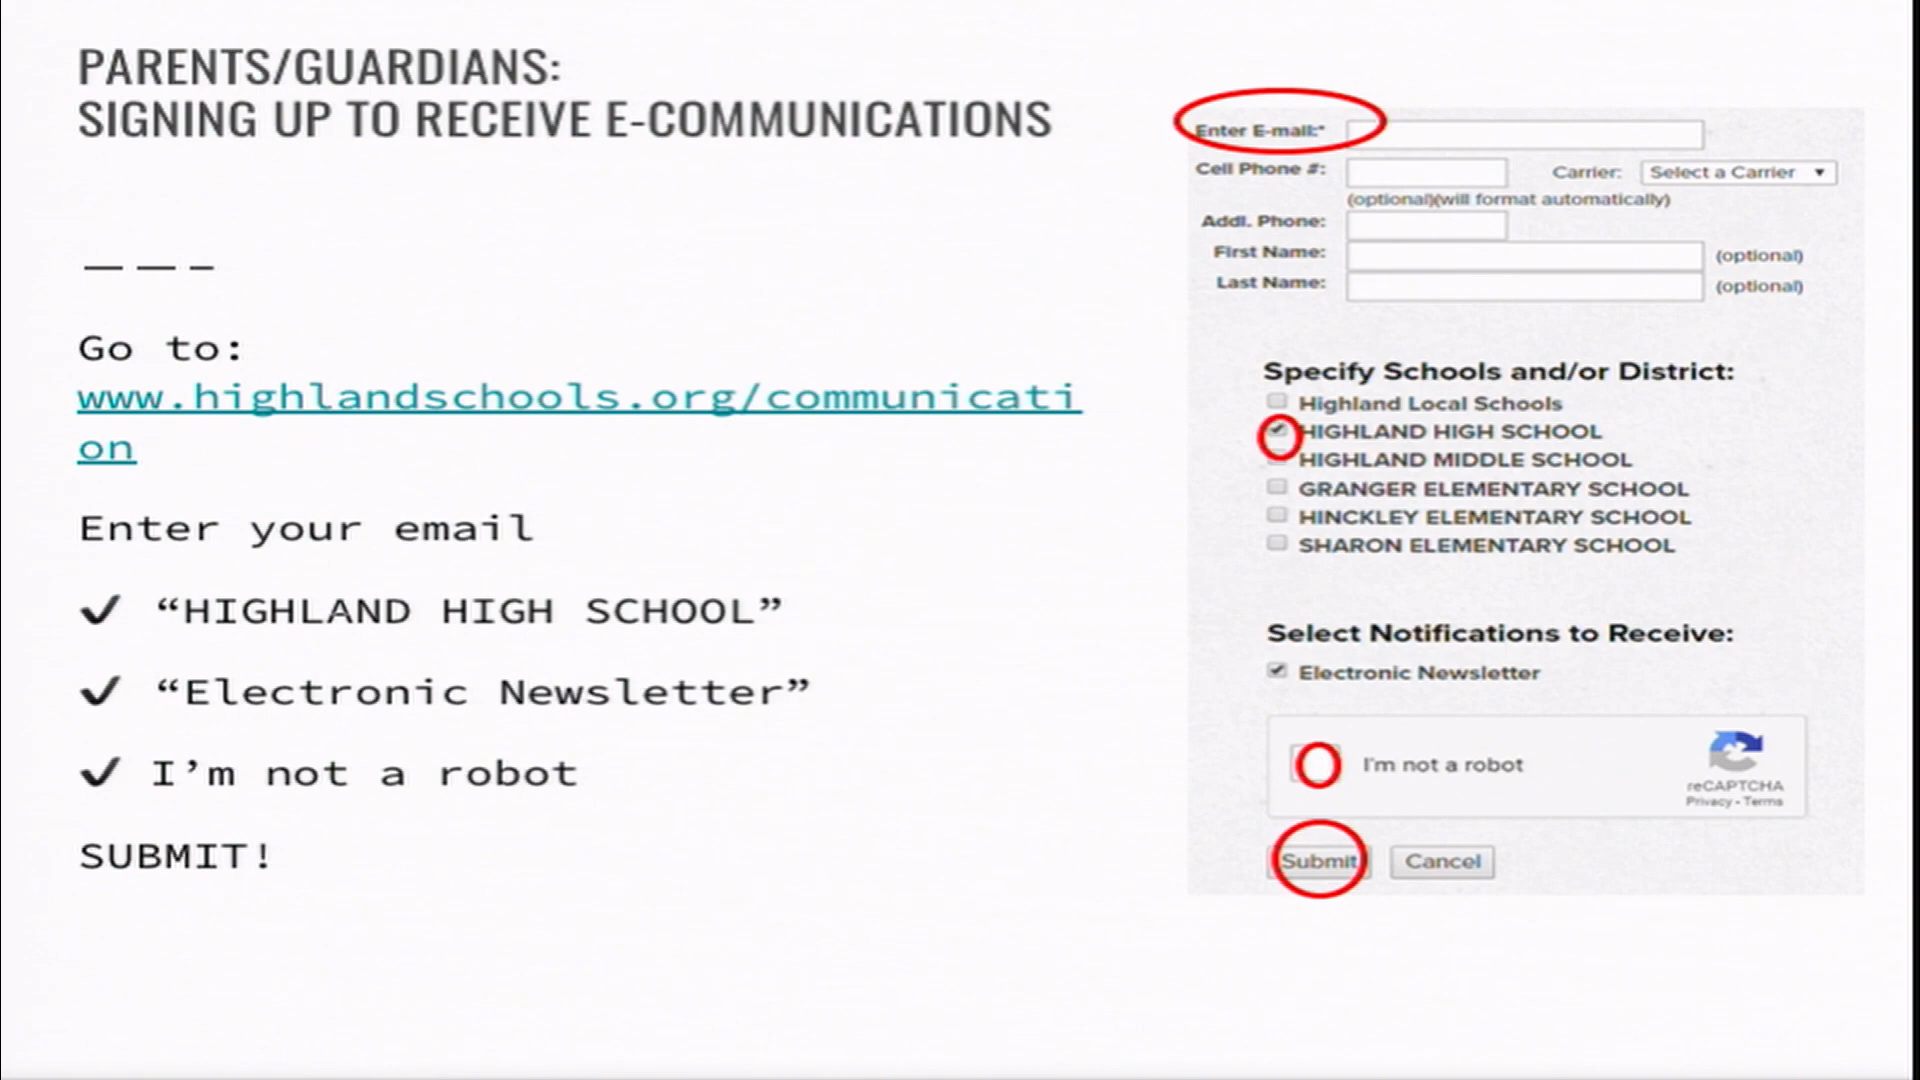 PARENTS/GUARDIANS:
SIGNING UP TO RECEIVE E-COMMUNICATIONS
Go to:
www.highlandschools.org/communicati
on
Enter your email
✔ “HIGHLAND HIGH SCHOOL”
✔ “Electronic Newsletter”
✔ I’m not a robot
SUBMIT!
Enter E-mail:*
Cell Phone #: Carrier: Select a Carrier
(optional)(will format automatically)
Addl. Phone:
First Name: (optional)
Last Name: (optional)
Specify Schools and/or District:
Highland Local Schools
HIGHLAND HIGH SCHOOL
HIGHLAND MIDDLE SCHOOL
GRANGER ELEMENTARY SCHOOL
HINCKLEY ELEMENTARY SCHOOL
SHARON ELEMENTARY SCHOOL
Select Notifications to Receive:
Electronic Newsletter
I'm not a robot
reCAPTCHA
Privacy - Terms
Submit Cancel